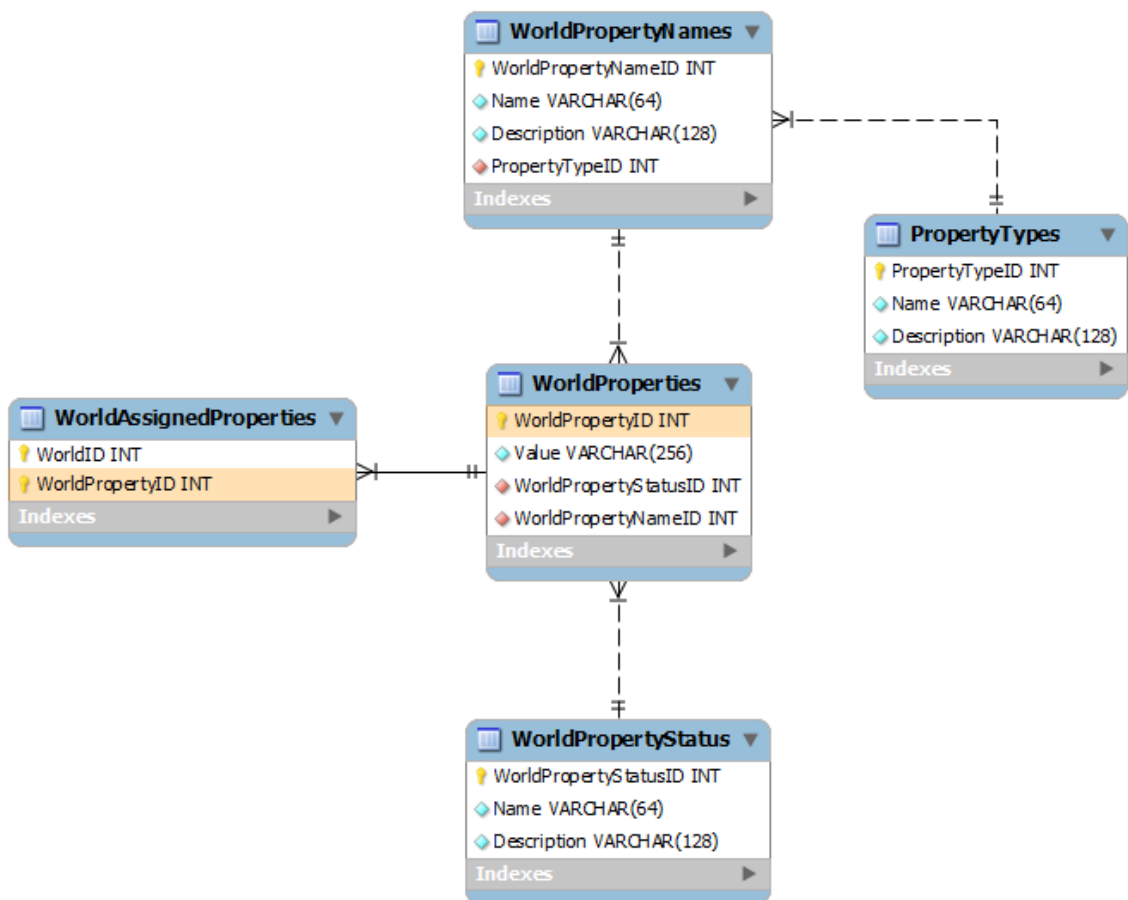 WorldPropertyNames
WorldPropertyNameID INT
Name VARCHAR(64)
Description VARCHAR(128)
PropertyTypeID INT
Indexes
PropertyTypes
PropertyTypeID INT
Name VARCHAR(64)
Description VARCHAR(128)
Indexes
WorldProperties
WorldPropertyID INT
Value VARCHAR(256)
WorldPropertyStatusID INT
WorldPropertyNameID INT
Indexes
WorldAssignedProperties
WorldID INT
WorldPropertyID INT
Indexes
WorldPropertyStatus
WorldPropertyStatusID INT
Name VARCHAR(64)
Description VARCHAR(128)
Indexes